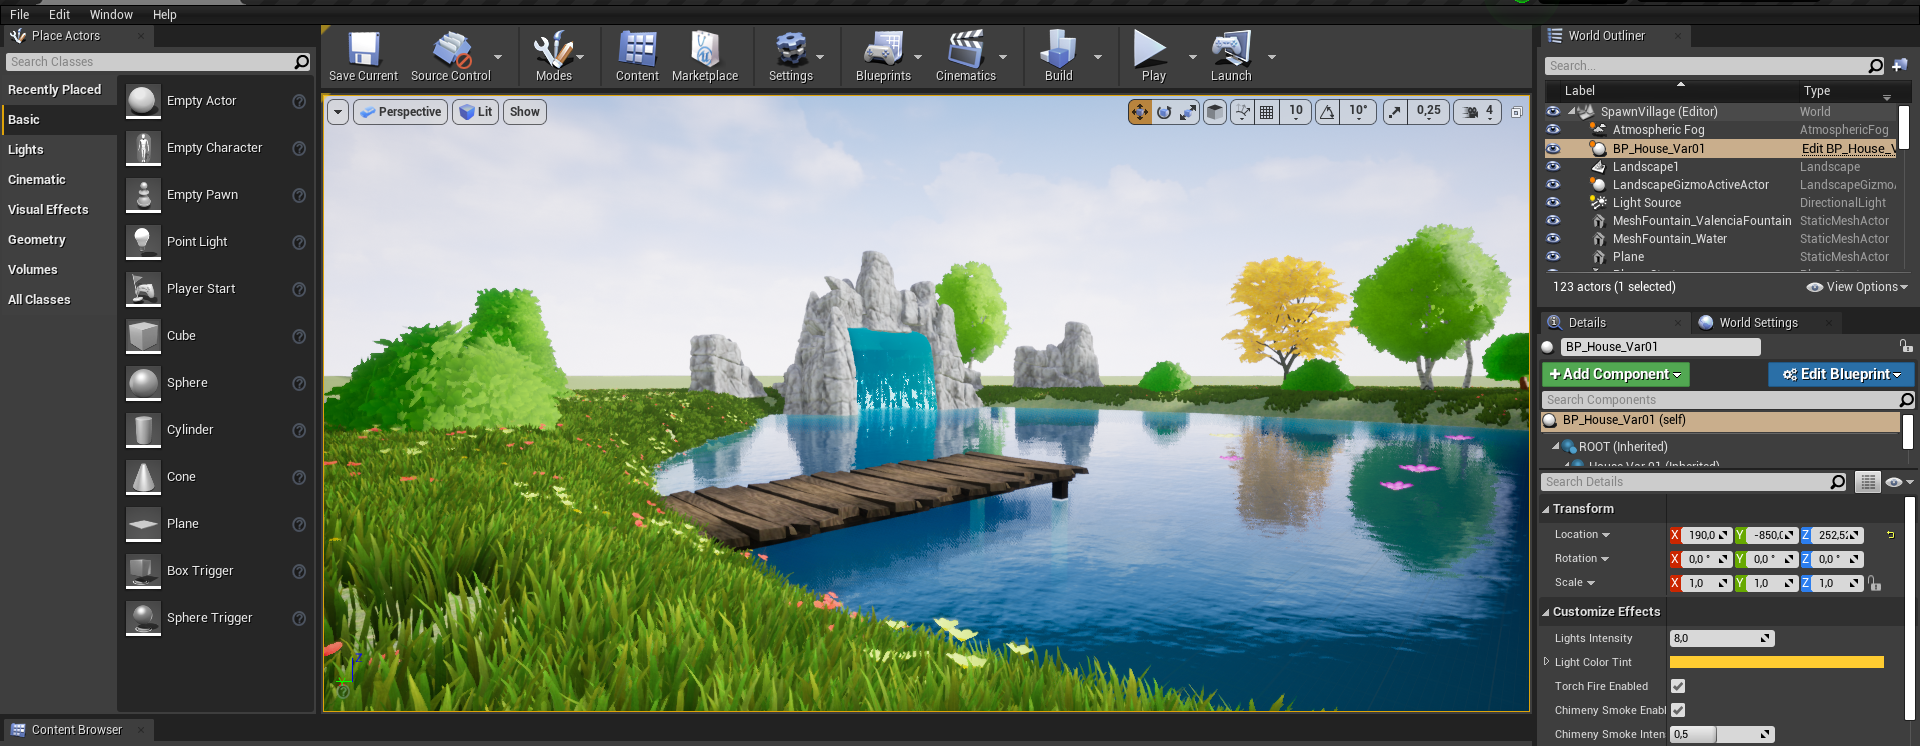 File Edit Window Help
Place Actors
Search Classes
Recently Placed
Basic
Lights
Cinematic
Visual Effects
Geometry
Volumes
All Classes
Empty Actor
Empty Character
Empty Pawn
Point Light
Player Start
Cube
Sphere
Cylinder
Cone
Plane
Box Trigger
Sphere Trigger
Content Browser
Save Current Source Control Modes Content Marketplace Settings Blueprints Cinematics Build Play Launch
Perspective Lit Show
10 10° 0,25 4
Z
World Outliner
Search...
Label Type
SpawnVillage (Editor) World
Atmospheric Fog AtmosphericFog
BP_House_Var01 Edit BP_House_V
Landscape1 Landscape
LandscapeGizmoActiveActor LandscapeGizmo
Light Source DirectionalLight
MeshFountain_ValenciaFountain StaticMeshActor
MeshFountain_Water StaticMeshActor
Plane StaticMeshActor
123 actors (1 selected) View Options
Details World Settings
BP_House_Var01
+Add Component Edit Blueprint
Search Components
BP_House_Var01 (self)
ROOT (Inherited)
House Var 01 (Inherited)
Search Details
Transform
Location X 190,0 Y -850,0 Z 252,5
Rotation X 0,0 ° Y 0,0 ° Z 0,0 °
Scale X 1,0 Y 1,0 Z 1,0
Customize Effects
Lights Intensity 8,0
Light Color Tint
Torch Fire Enabled
Chimeny Smoke Enabl
Chimeny Smoke Inten 0,5